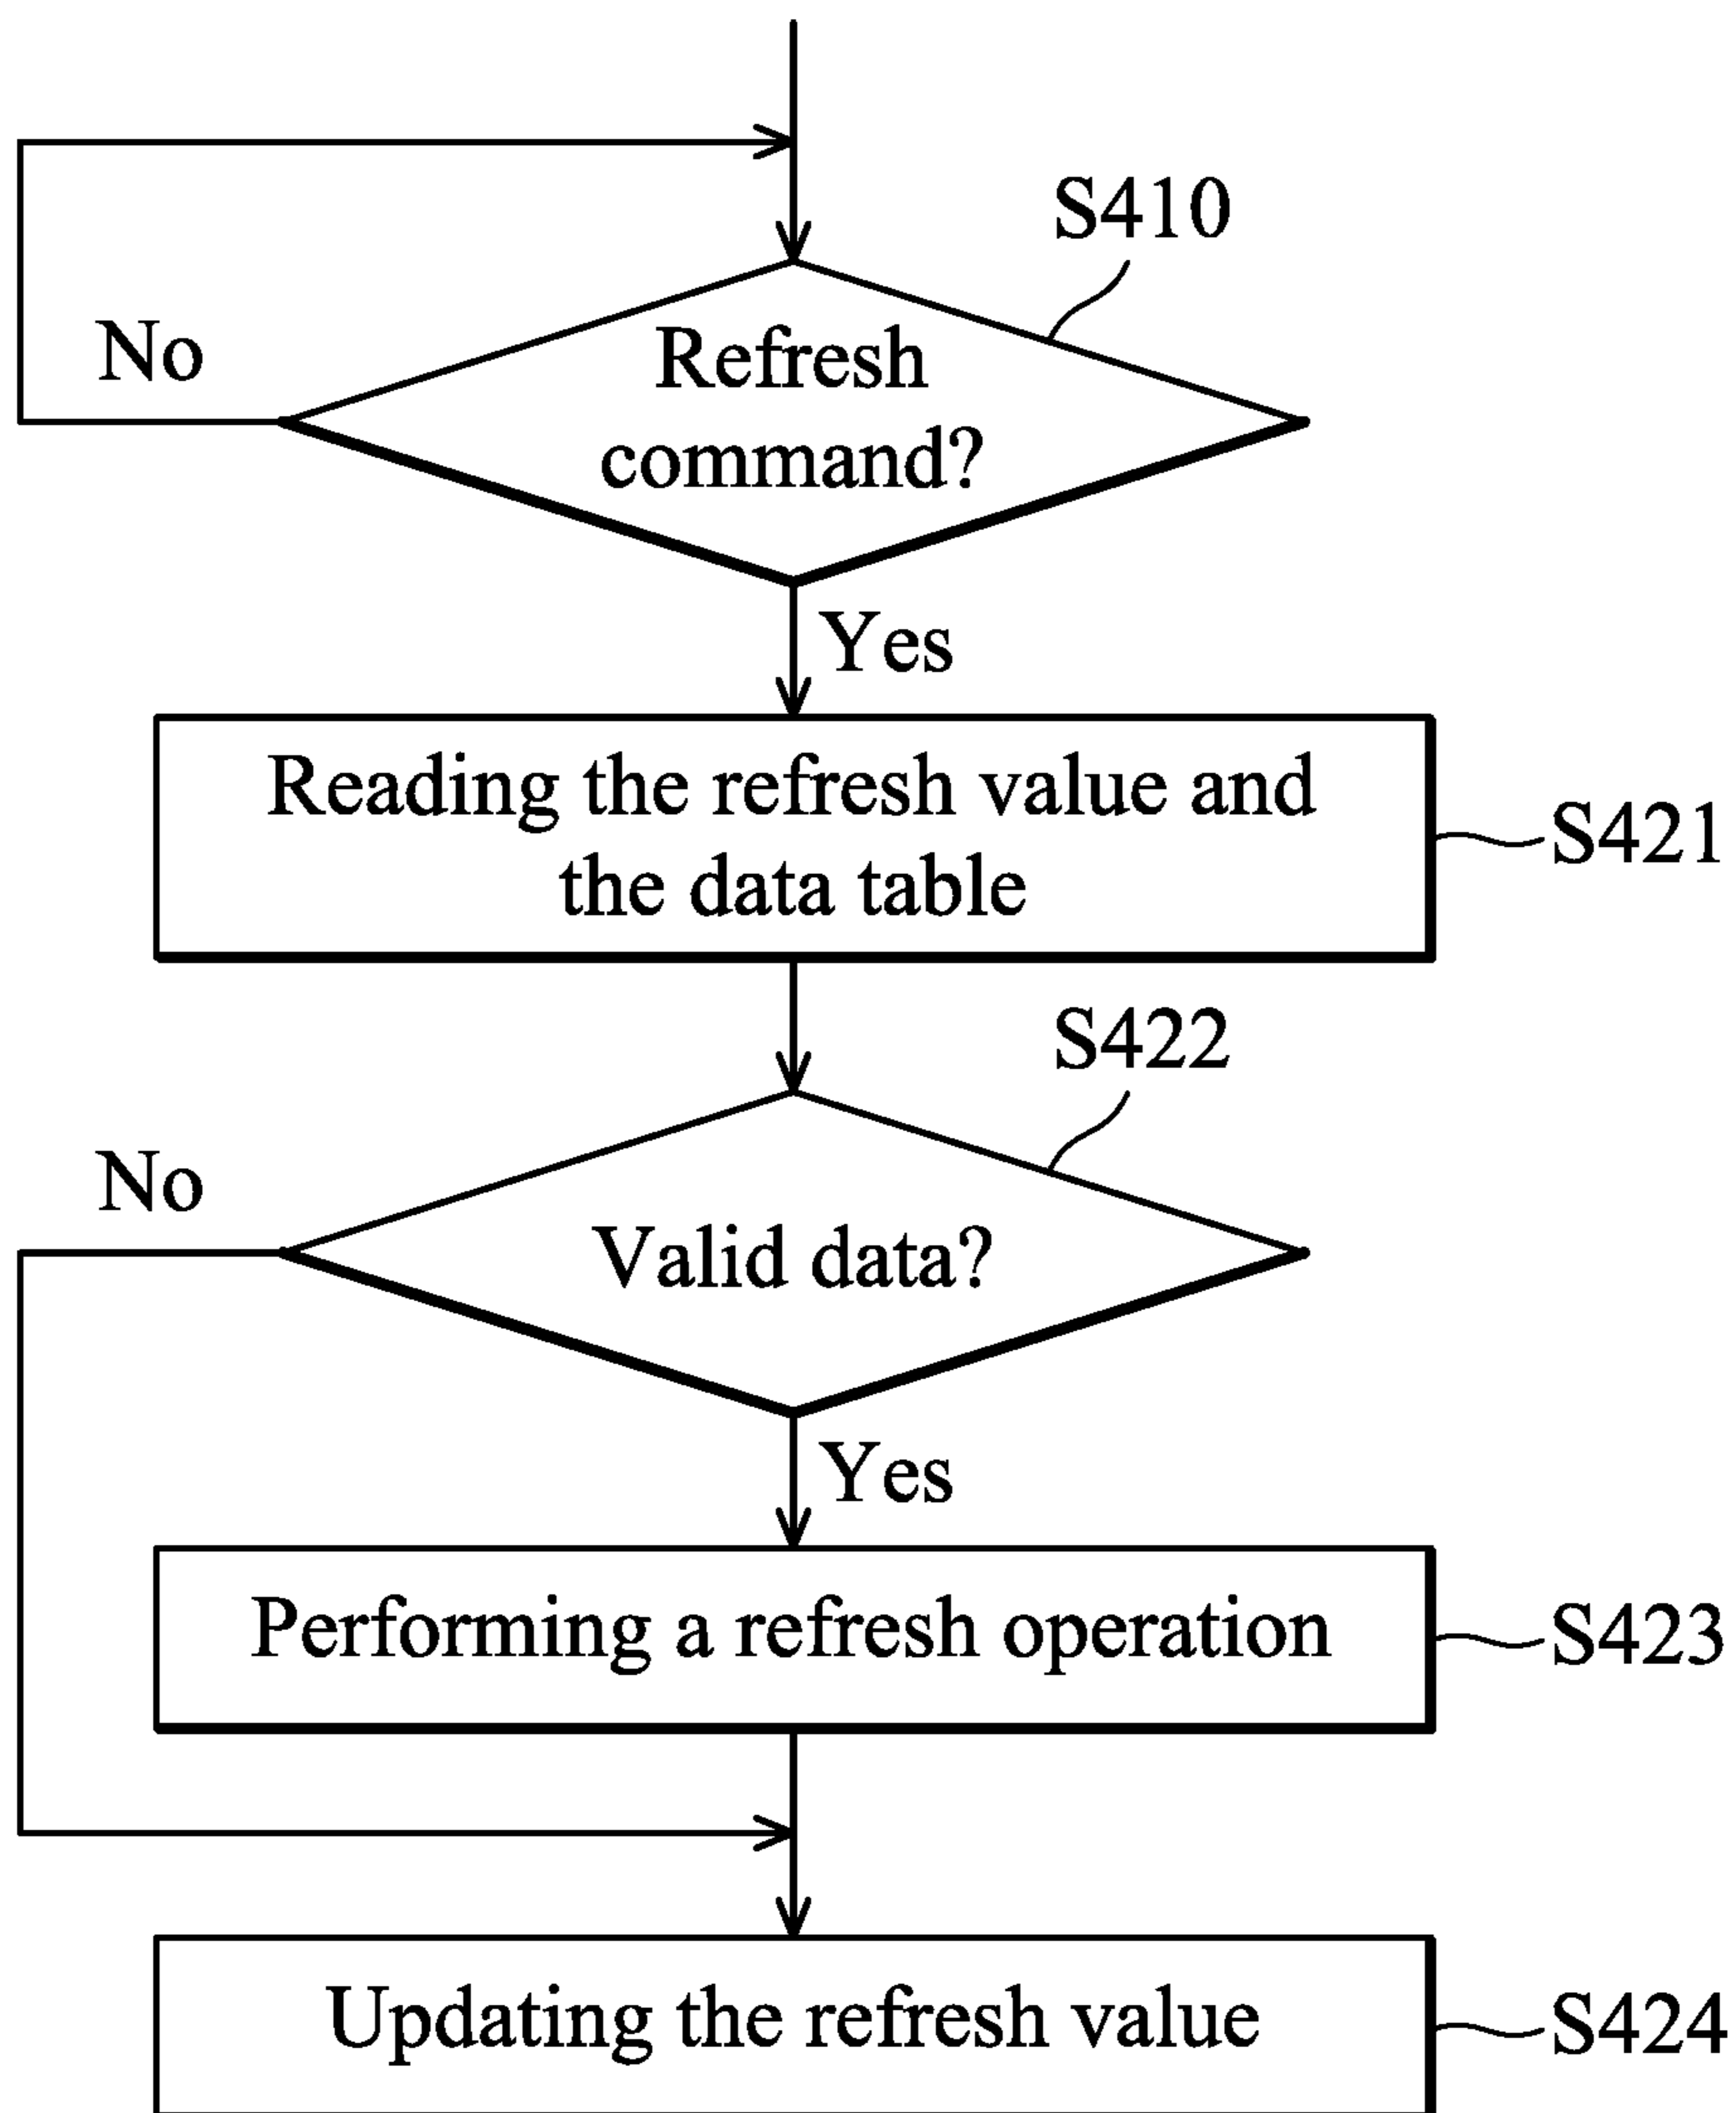 S410
No
Refresh
command?
Yes
Reading the refresh value and
the data table
S421
S422
No
Valid data?
Yes
Performing a refresh operation
S423
Updating the refresh value
S424